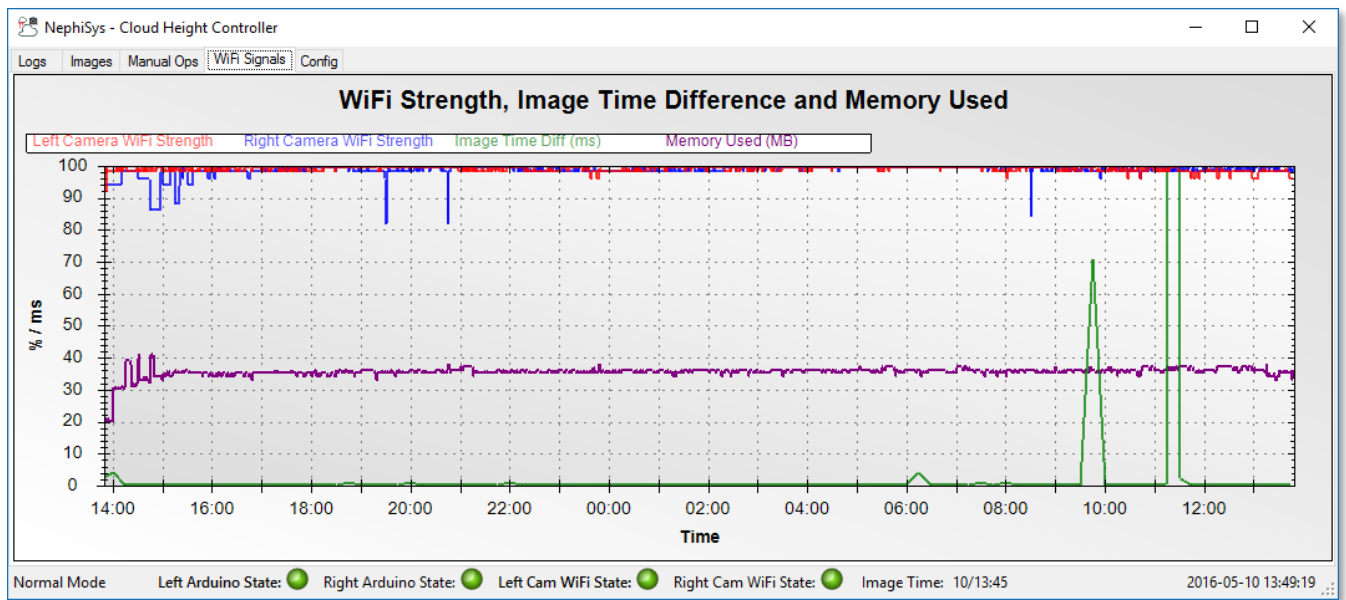 NephiSys - Cloud Height Controller
Logs Images Manual Ops WiFi Signals Config
WiFi Strength, Image Time Difference and Memory Used
Left Camera WiFi Strength Right Camera WiFi Strength Image Time Diff (ms) Memory Used (MB)
100
90
80
70
60
50
40
30
20
10
0
% / ms
14:00 16:00 18:00 20:00 22:00 00:00 02:00 04:00 06:00 08:00 10:00 12:00
Time
Normal Mode Left Arduino State: Right Arduino State: Left Cam WiFi State: Right Cam WiFi State: Image Time: 10/13:45 2016-05-10 13:49:19